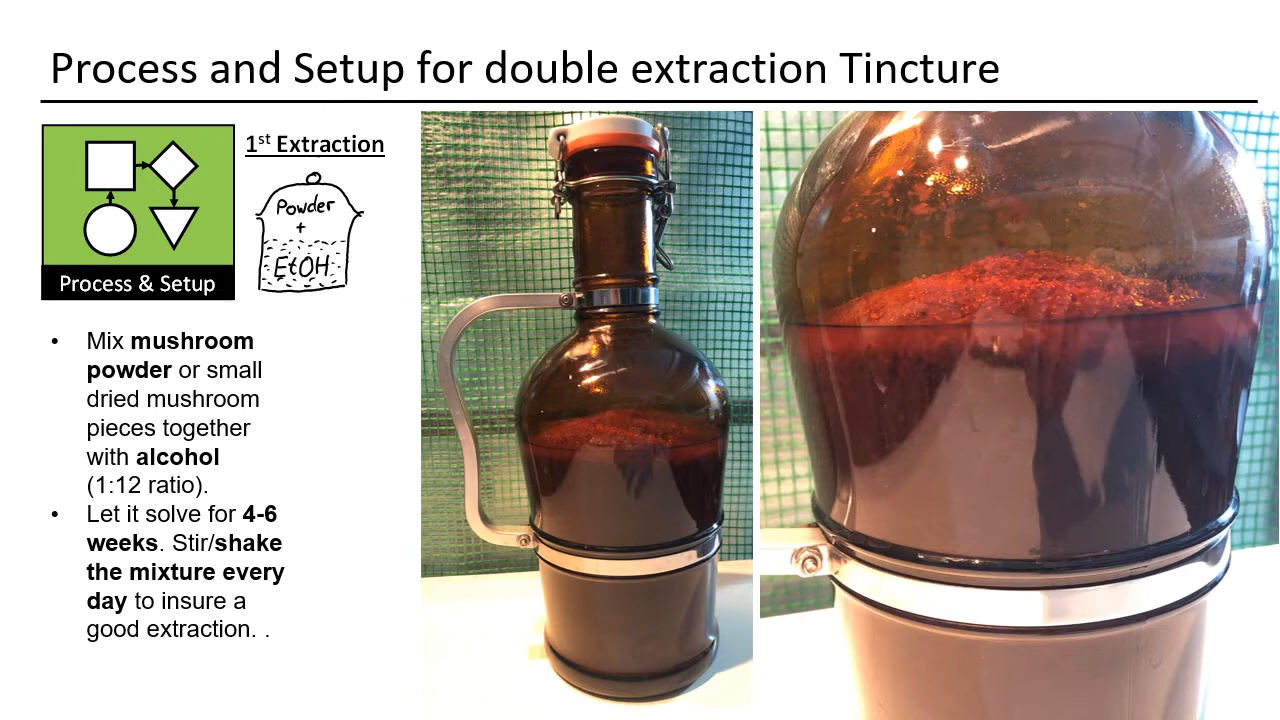 Process and Setup for double extraction Tincture
1st Extraction
Powder
+
EtOH
Process & Setup
• Mix mushroom
powder or small
dried mushroom
pieces together
with alcohol
(1:12 ratio).
• Let it solve for 4-6
weeks. Stir/shake
the mixture every
day to insure a
good extraction. .